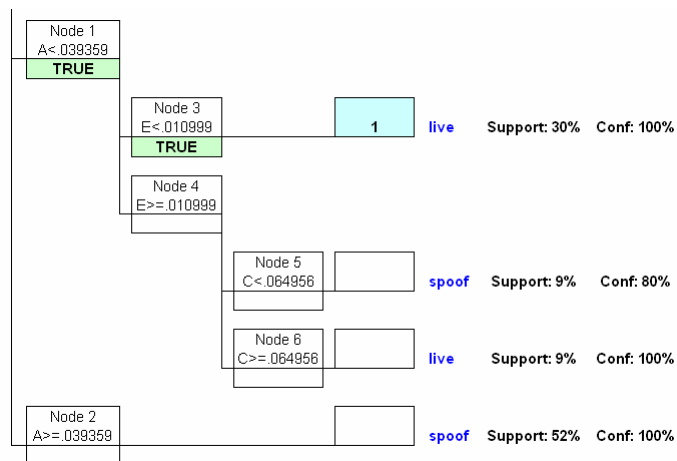 Node 1
A<.039359
TRUE
Node 3
E<.010999
TRUE
1 live Support: 30% Conf: 100%
Node 4
E>=.010999
Node 5
C<.064956
spoof Support: 9% Conf: 80%
Node 6
C>=.064956
live Support: 9% Conf: 100%
Node 2
A>=.039359
spoof Support: 52% Conf: 100%